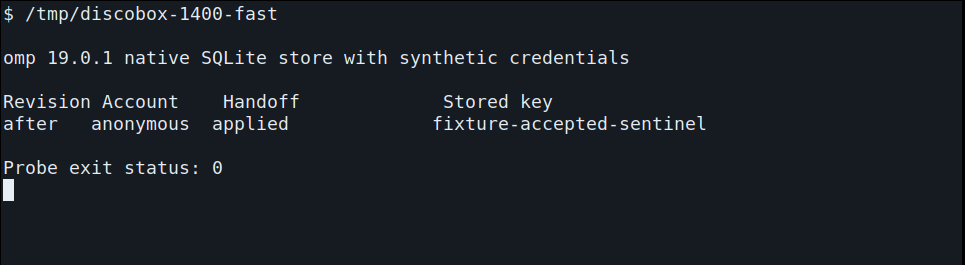 $ /tmp/discobox-1400-fast
omp 19.0.1 native SQLite store with synthetic credentials
Revision Account    Handoff             Stored key
after   anonymous  applied             fixture-accepted-sentinel
Probe exit status: 0